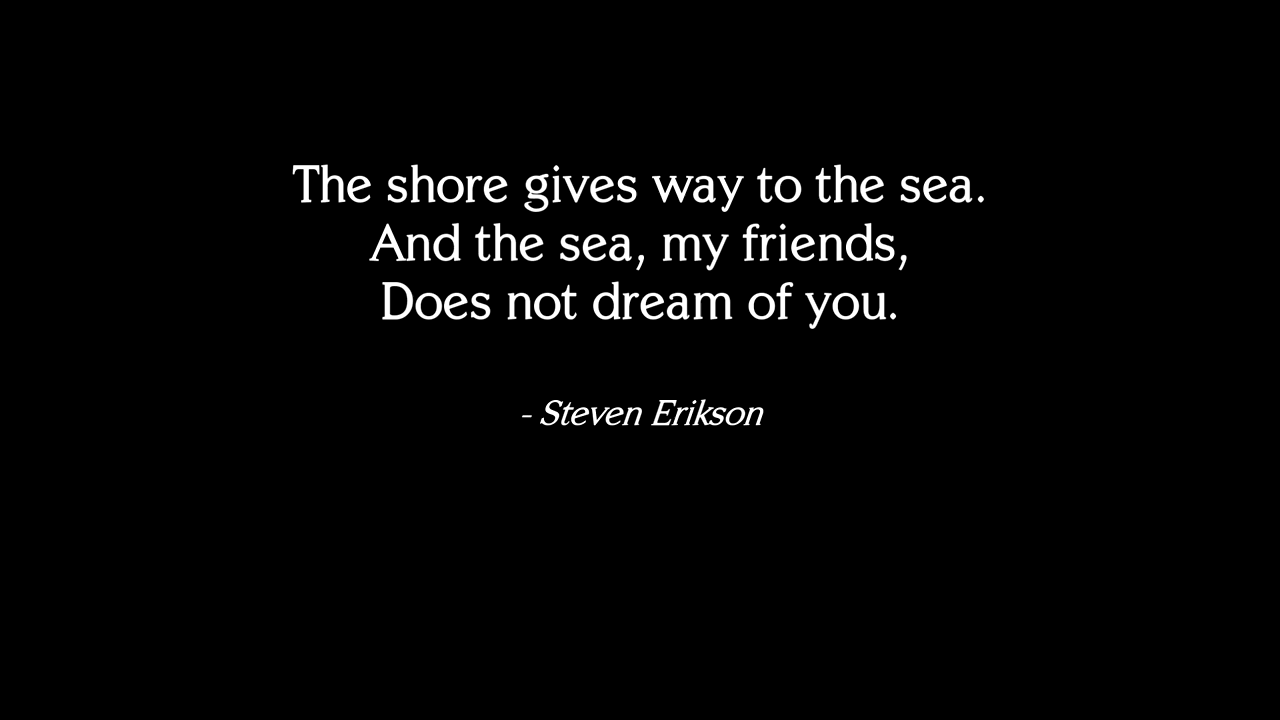 The shore gives way to the sea.
And the sea, my friends,
Does not dream of you.
- Steven Erikson